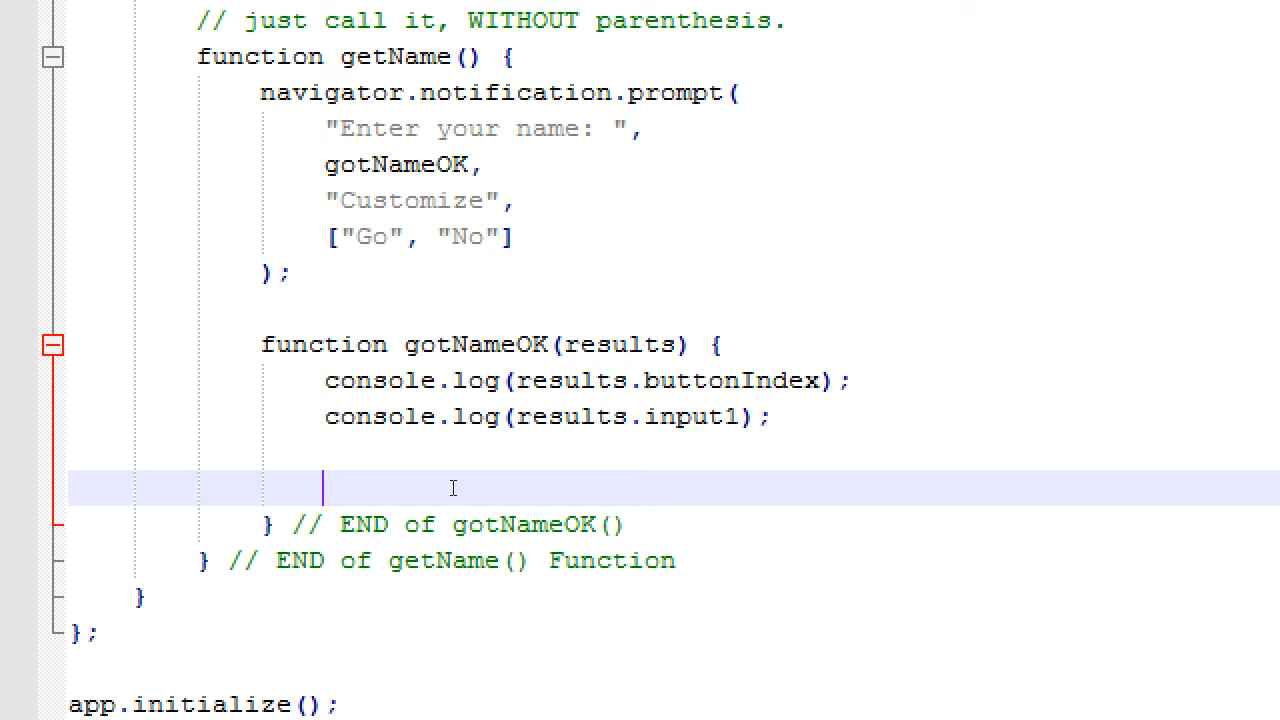 // just call it, WITHOUT parenthesis.
function getName() {
navigator.notification.prompt(
"Enter your name: ",
gotNameOK,
"Customize",
["Go", "No"]
);
function gotNameOK(results) {
console.log(results.buttonIndex);
console.log(results.input1);
} // END of gotNameOK()
} // END of getName() Function
}
};
app.initialize();